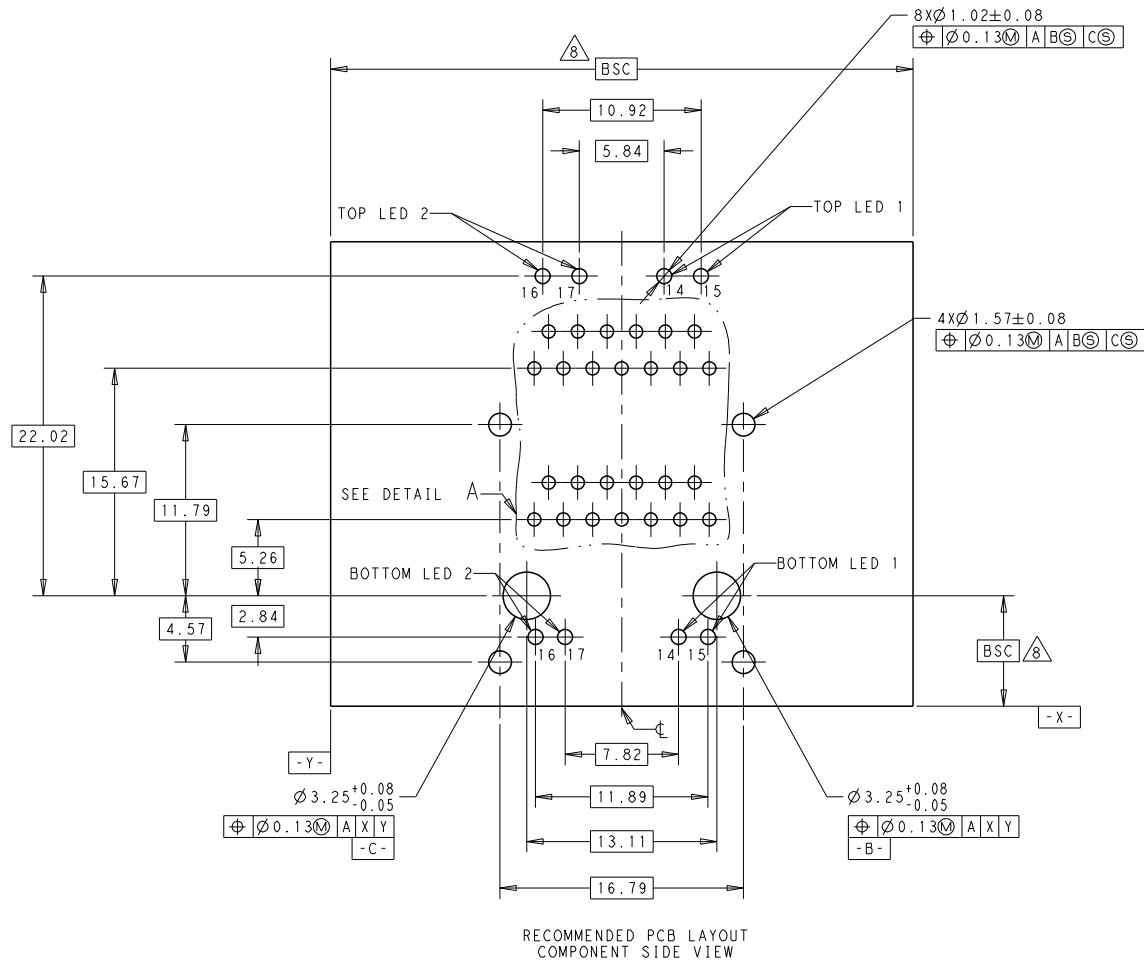 8XØ1.02±0.08
⌖ Ø0.13Ⓜ A BⓈ CⓈ
8
BSC
10.92
5.84
TOP LED 2
TOP LED 1
16 17 14 15
4XØ1.57±0.08
⌖ Ø0.13Ⓜ A BⓈ CⓈ
22.02
15.67
11.79
SEE DETAIL A
5.26
BOTTOM LED 2
BOTTOM LED 1
2.84
4.57
16 17 14 15
BSC 8
-X-
℄
7.82
-Y-
Ø3.25 +0.08 -0.05
⌖ Ø0.13Ⓜ A X Y
-C-
11.89
Ø3.25 +0.08 -0.05
⌖ Ø0.13Ⓜ A X Y
-B-
13.11
16.79
RECOMMENDED PCB LAYOUT
COMPONENT SIDE VIEW